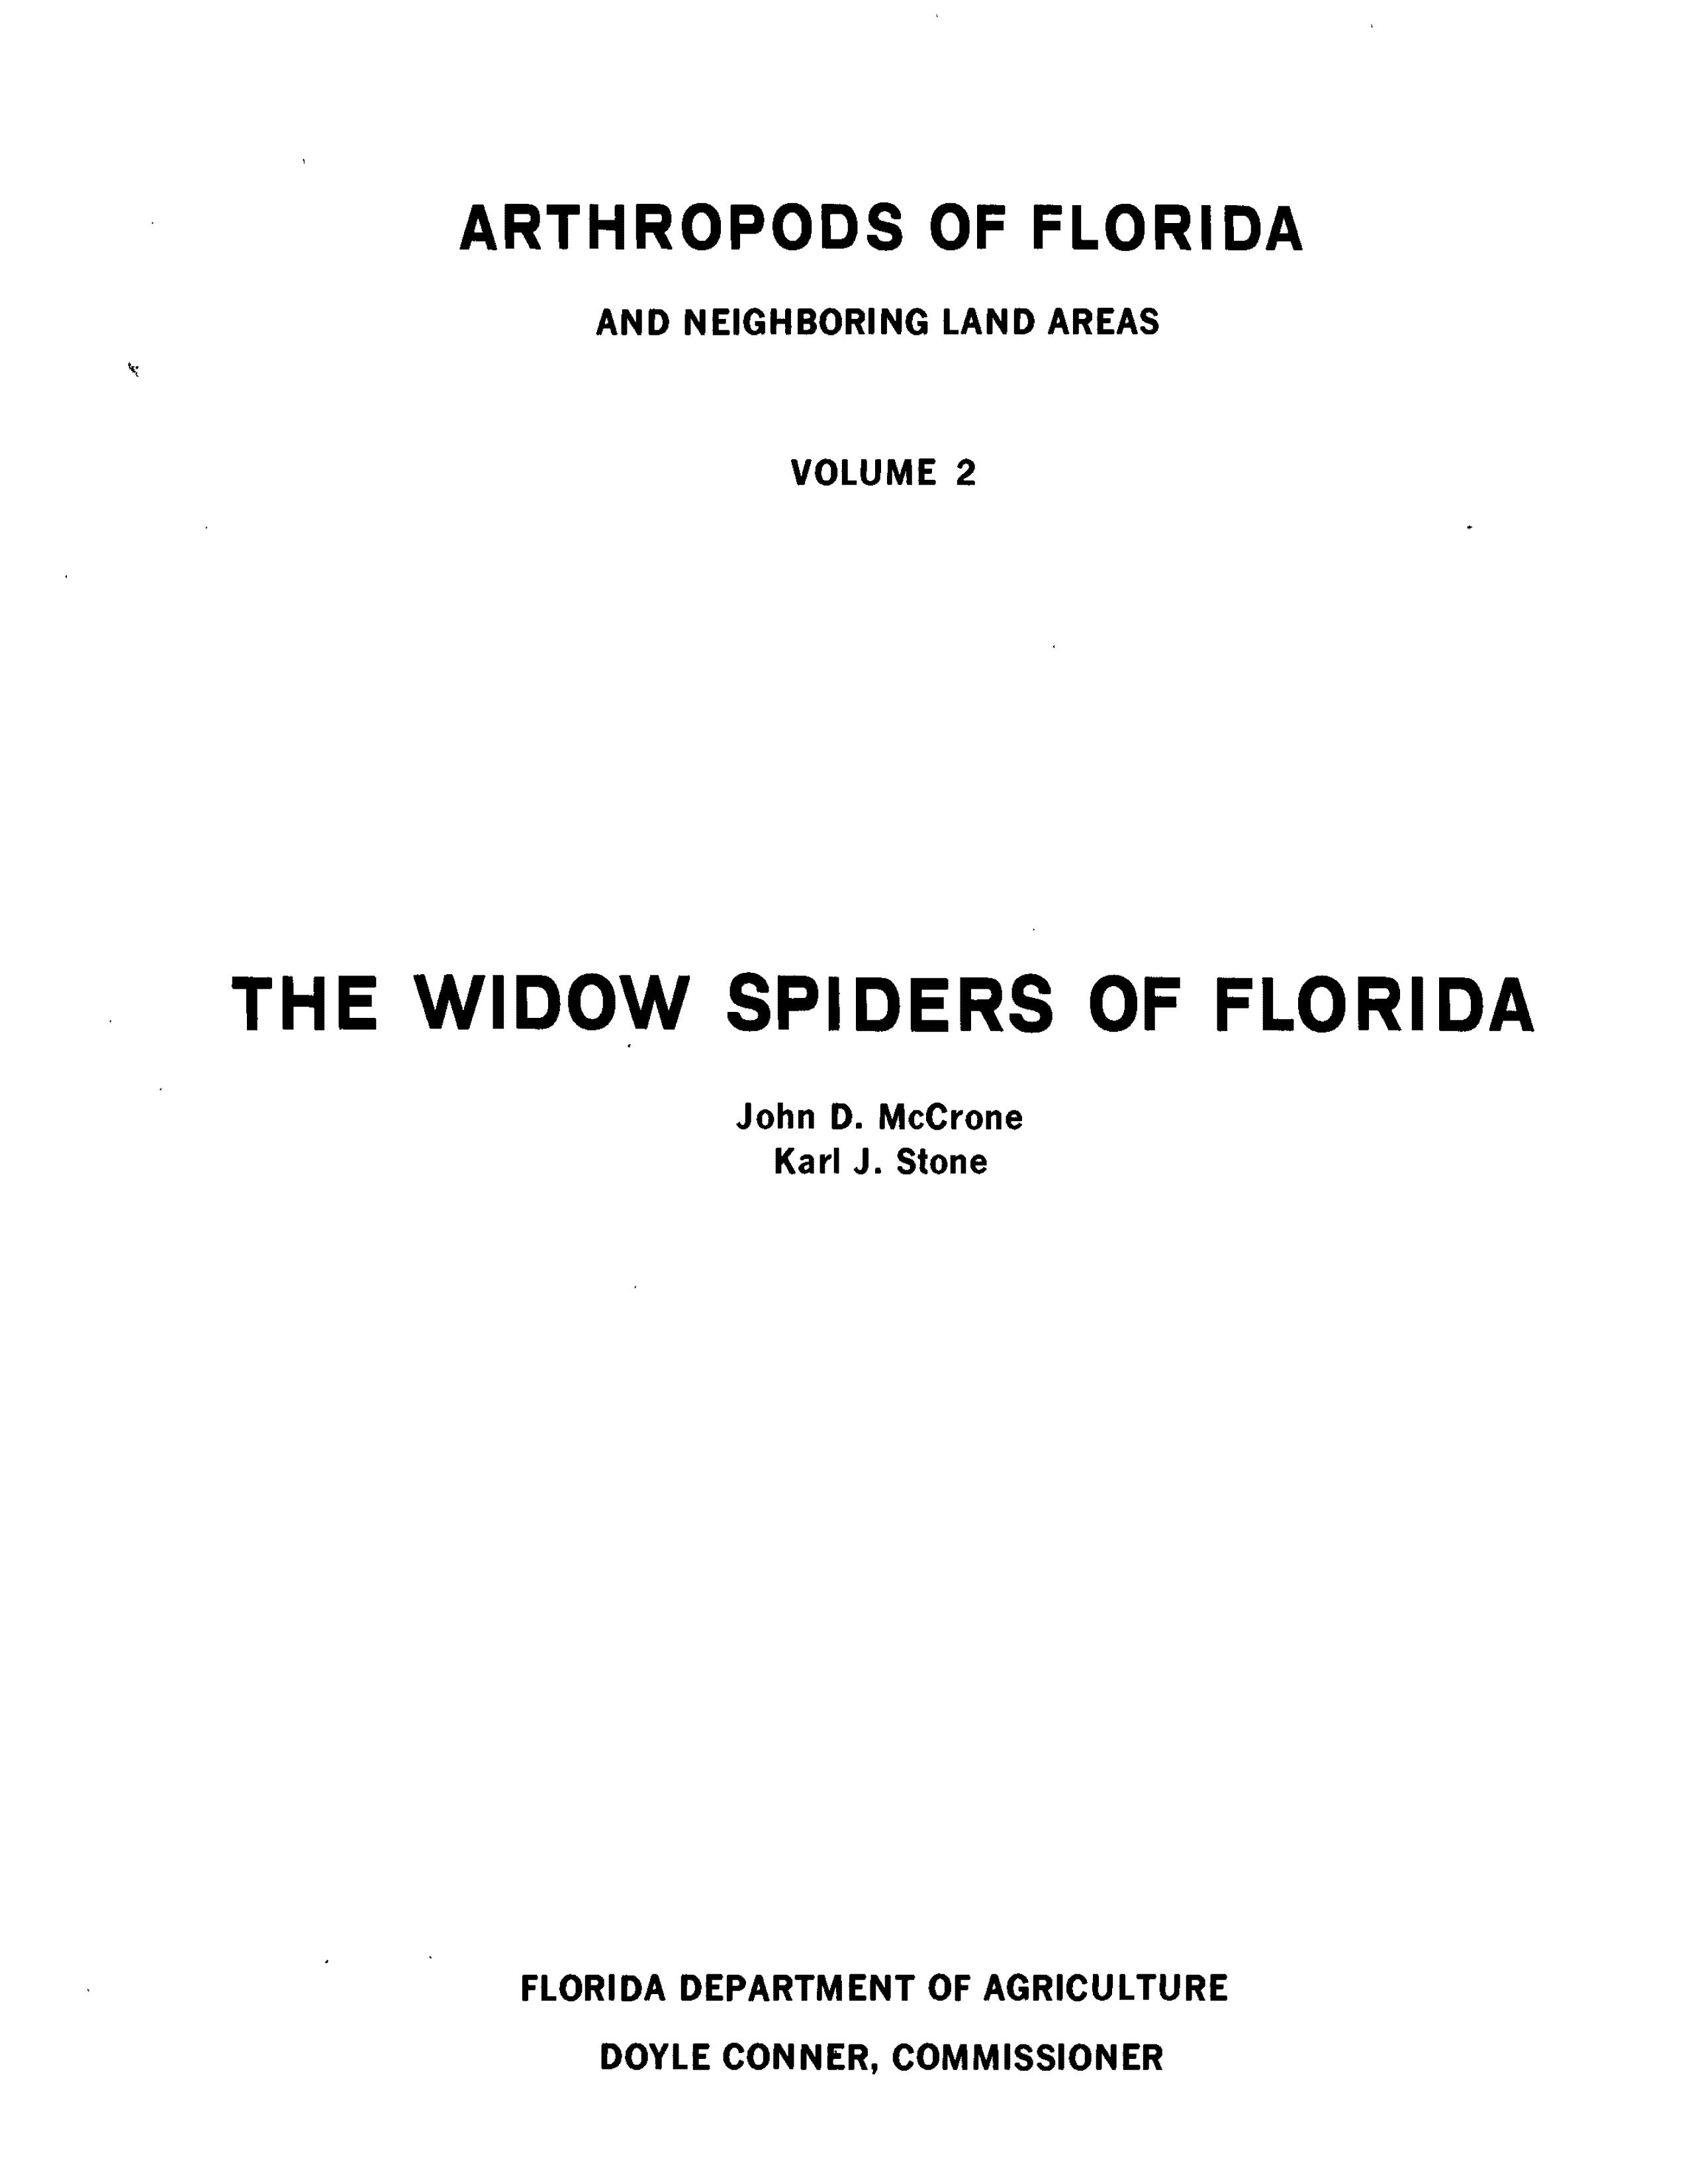 ARTHROPODS OF FLORIDA
AND NEIGHBORING LAND AREAS
VOLUME 2
THE WIDOW SPIDERS OF FLORIDA
John D. McCrone
Karl J. Stone
FLORIDA DEPARTMENT OF AGRICULTURE
DOYLE CONNER, COMMISSIONER